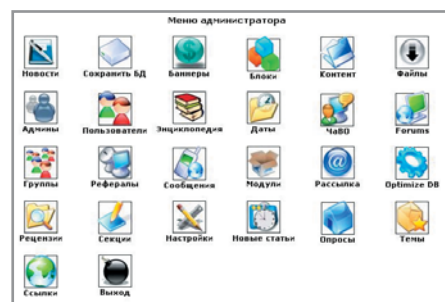 Меню администратора
Новости Сохранить БД Баннеры Блоки Контент Файлы
Админы Пользователи Энциклопедия Даты ЧаВО Forums
Группы Рефералы Сообщения Модули Рассылка Optimize DB
Рецензии Секции Настройки Новые статьи Опросы Темы
Ссылки Выход